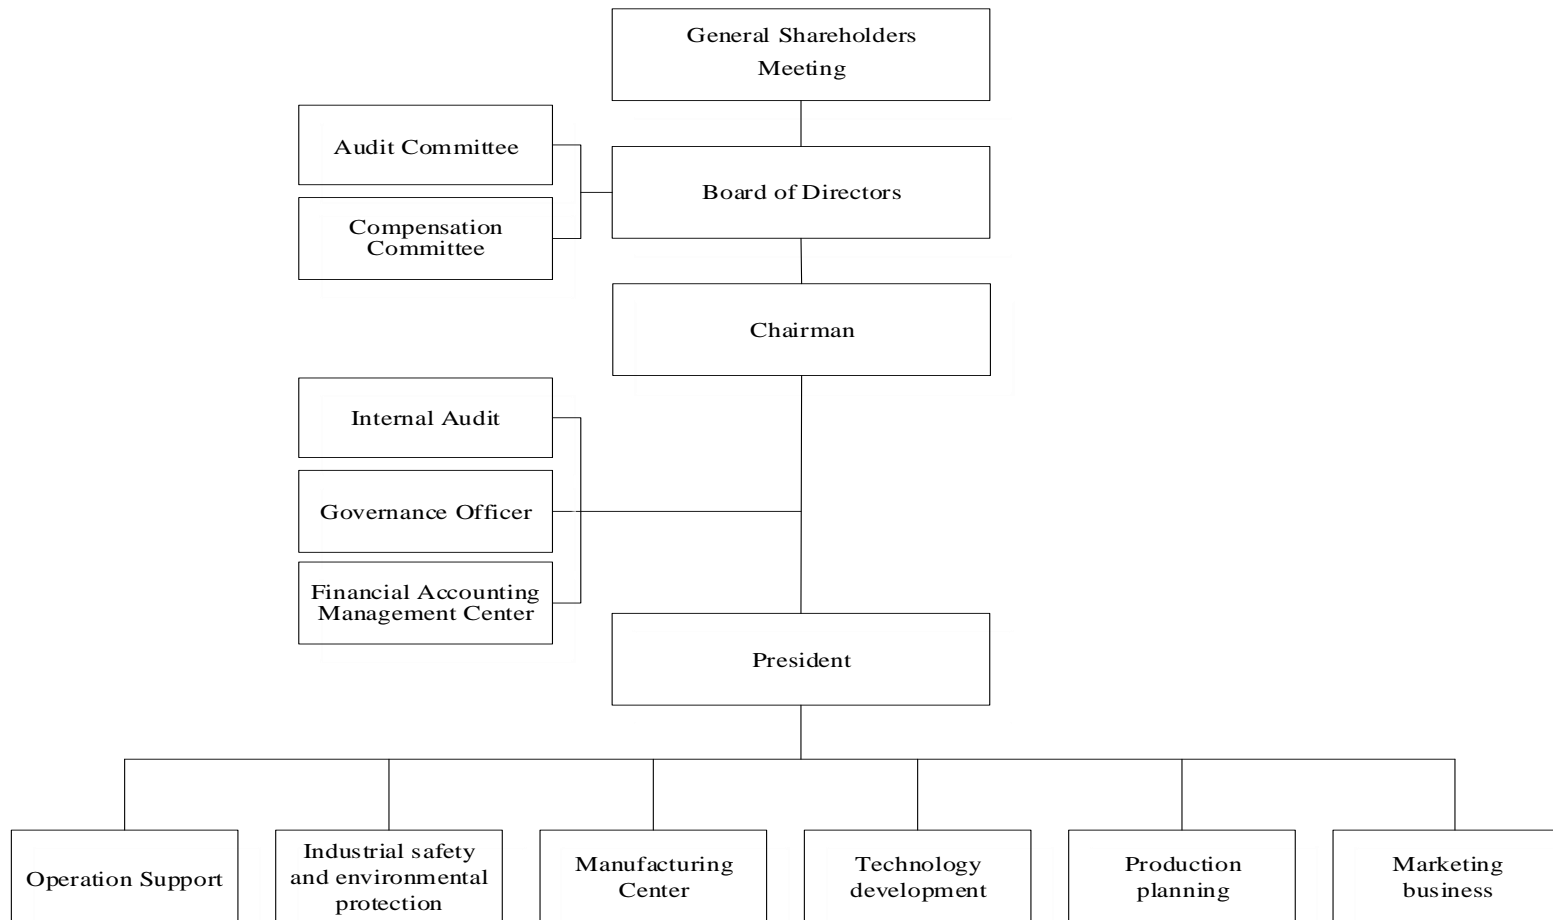 General Shareholders
Meeting
Audit Committee
Board of Directors
Compensation
Committee
Chairman
Internal Audit
Governance Officer
Financial Accounting
Management Center
President
Operation Support
Industrial safety
and environmental
protection
Manufacturing
Center
Technology
development
Production
planning
Marketing
business